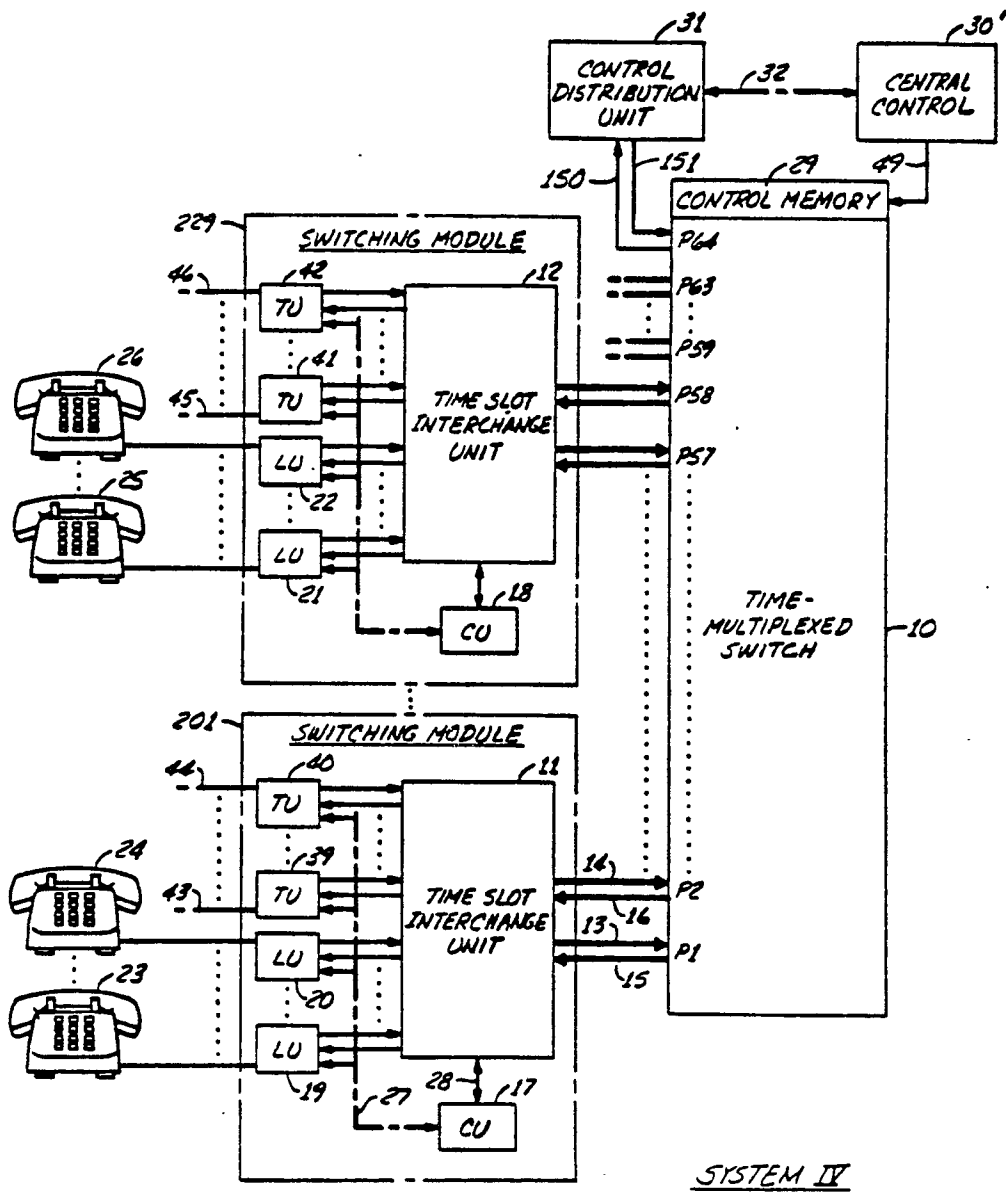 31
CONTROL
DISTRIBUTION
UNIT
32
30"
CENTRAL
CONTROL
150
151
29
49
CONTROL MEMORY
P64
P63
P59
P58
P57
TIME-
MULTIPLEXED
SWITCH
10
P2
P1
229
SWITCHING MODULE
46
42
TU
12
41
TU
45
TIME SLOT
INTERCHANGE
UNIT
26
LU
22
25
LU
21
18
CU
201
SWITCHING MODULE
44
40
TU
11
39
TU
43
TIME SLOT
INTERCHANGE
UNIT
14
16
13
15
24
LU
20
23
LU
19
27
28
17
CU
SYSTEM IV